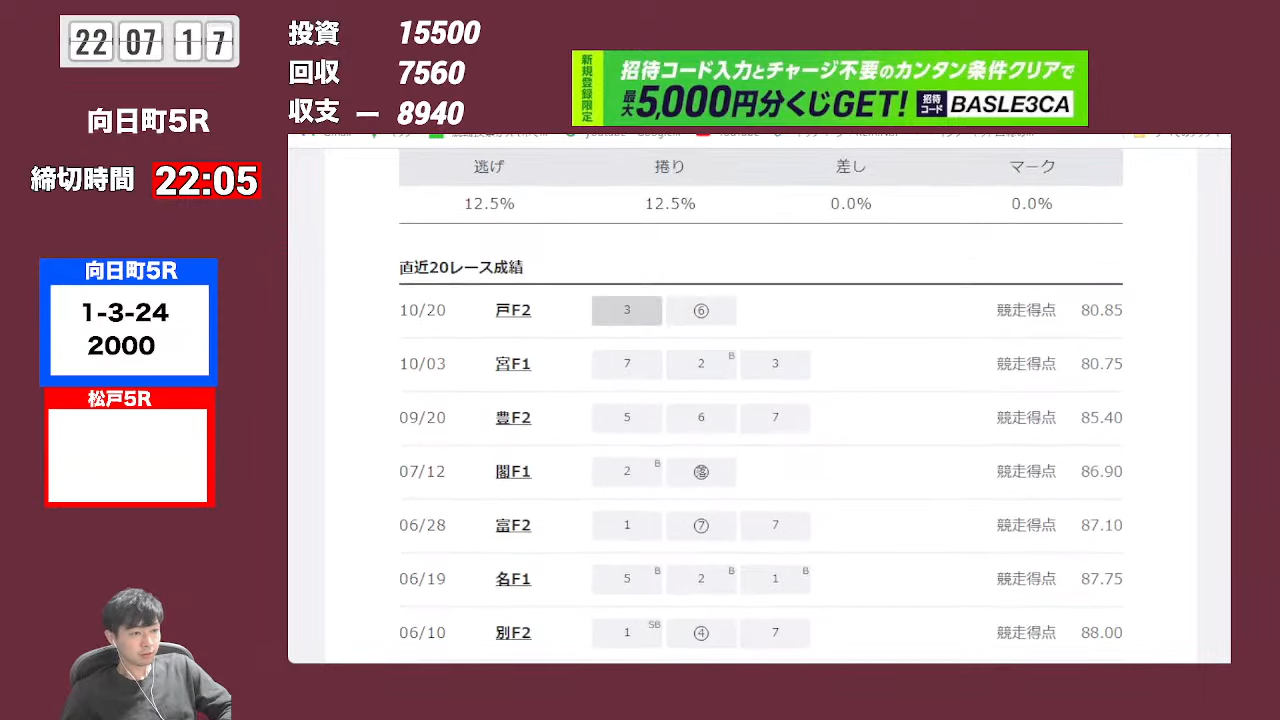 22 07 17
投資 15500
回収 7560
収支 － 8940
新規登録限定
招待コード入力とチャージ不要のカンタン条件クリアで
最大5,000円分くじGET! 招待コード BASLE3CA
向日町5R
締切時間 22:05
向日町5R
1-3-24
2000
松戸5R
逃げ 捲り 差し マーク
12.5% 12.5% 0.0% 0.0%
直近20レース成績
10/20 戸F2 3 ⑥ 競走得点 80.85
10/03 宮F1 7 2 B 3 競走得点 80.75
09/20 豊F2 5 6 7 競走得点 85.40
07/12 閣F1 2 B 落 競走得点 86.90
06/28 富F2 1 ⑦ 7 競走得点 87.10
06/19 名F1 5 B 2 B 1 B 競走得点 87.75
06/10 別F2 1 SB ④ 7 競走得点 88.00